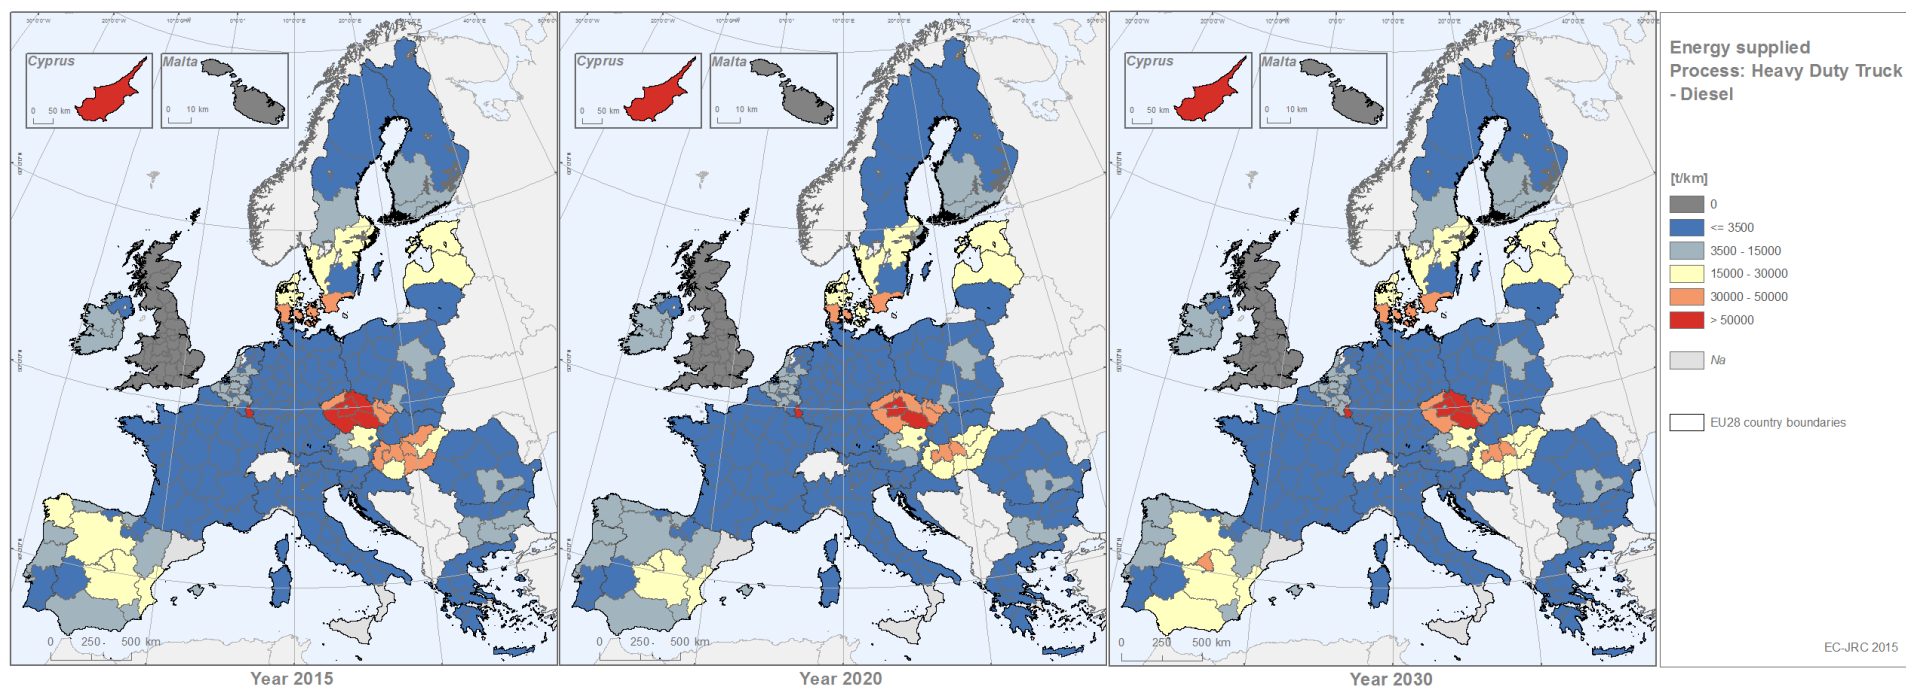 Energy supplied
Process: Heavy Duty Truck
- Diesel
[t/km]
0
<= 3500
3500 - 15000
15000 - 30000
30000 - 50000
> 50000
Na
EU28 country boundaries
EC-JRC 2015
Cyprus
0 50 km
Malta
0 10 km
0 250 500 km
Year 2015
Cyprus
0 50 km
Malta
0 10 km
0 250 500 km
Year 2020
Cyprus
0 50 km
Malta
0 10 km
0 250 500 km
Year 2030